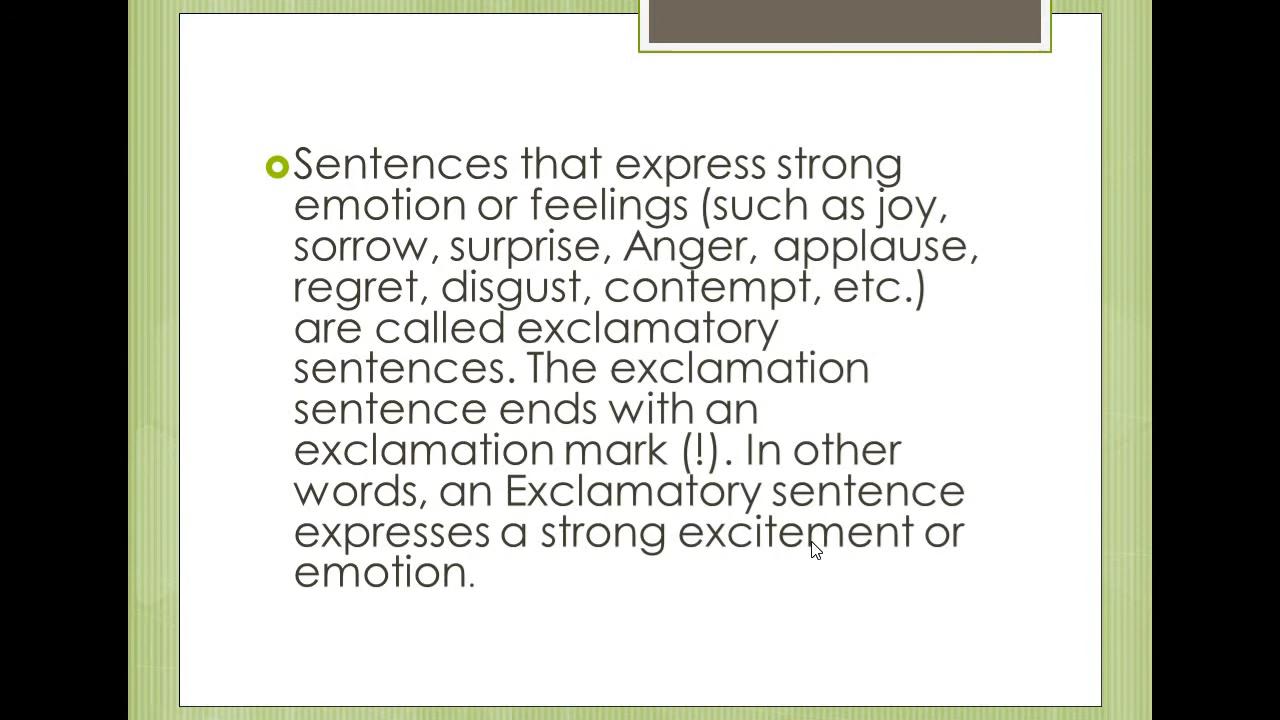 Sentences that express strong
emotion or feelings (such as joy,
sorrow, surprise, Anger, applause,
regret, disgust, contempt, etc.)
are called exclamatory
sentences. The exclamation
sentence ends with an
exclamation mark (!). In other
words, an Exclamatory sentence
expresses a strong excitement or
emotion.